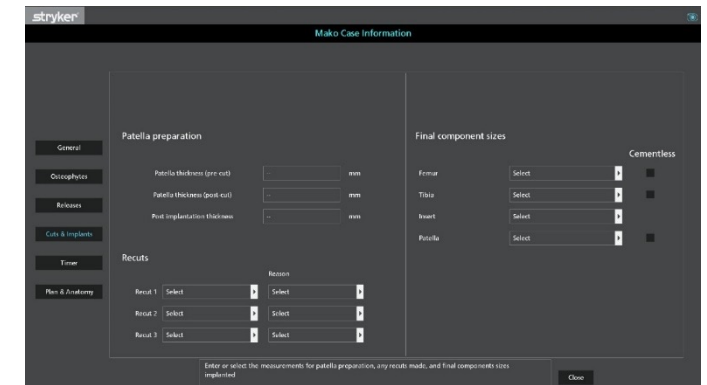 stryker
Mako Case Information
General
Osteophytes
Releases
Cuts & Implants
Timer
Plan & Anatomy
Patella preparation
Patella thickness (pre-cut) -- mm
Patella thickness (post-cut) -- mm
Post implantation thickness -- mm
Recuts
Reason
Recut 1 Select Select
Recut 2 Select Select
Recut 3 Select Select
Final component sizes
Cementless
Femur Select
Tibia Select
Insert Select
Patella Select
Enter or select the measurements for patella preparation, any recuts made, and final components sizes
implanted
Close